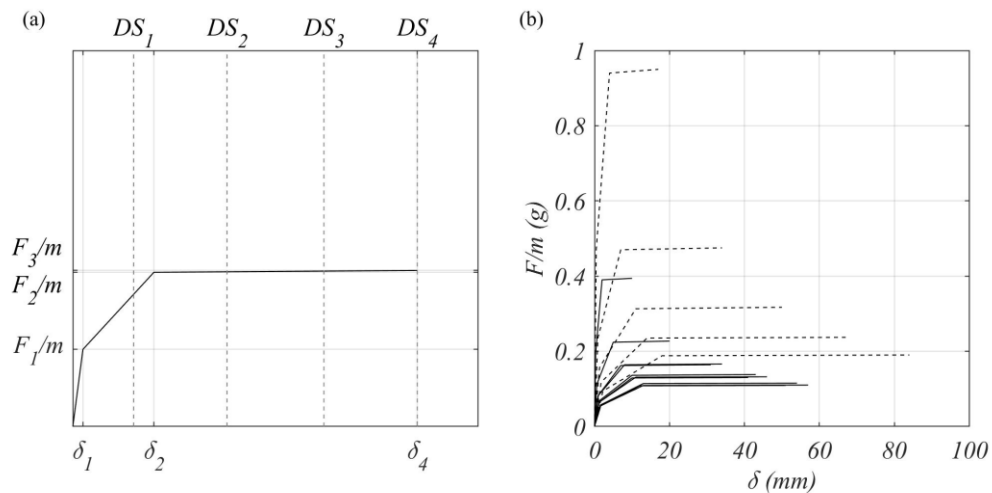 (a)
DS₁ DS₂ DS₃ DS₄
F₃/m
F₂/m
F₁/m
δ₁ δ₂ δ₄
(b)
1
0.8
0.6
0.4
0.2
0
F/m (g)
0 20 40 60 80 100
δ (mm)